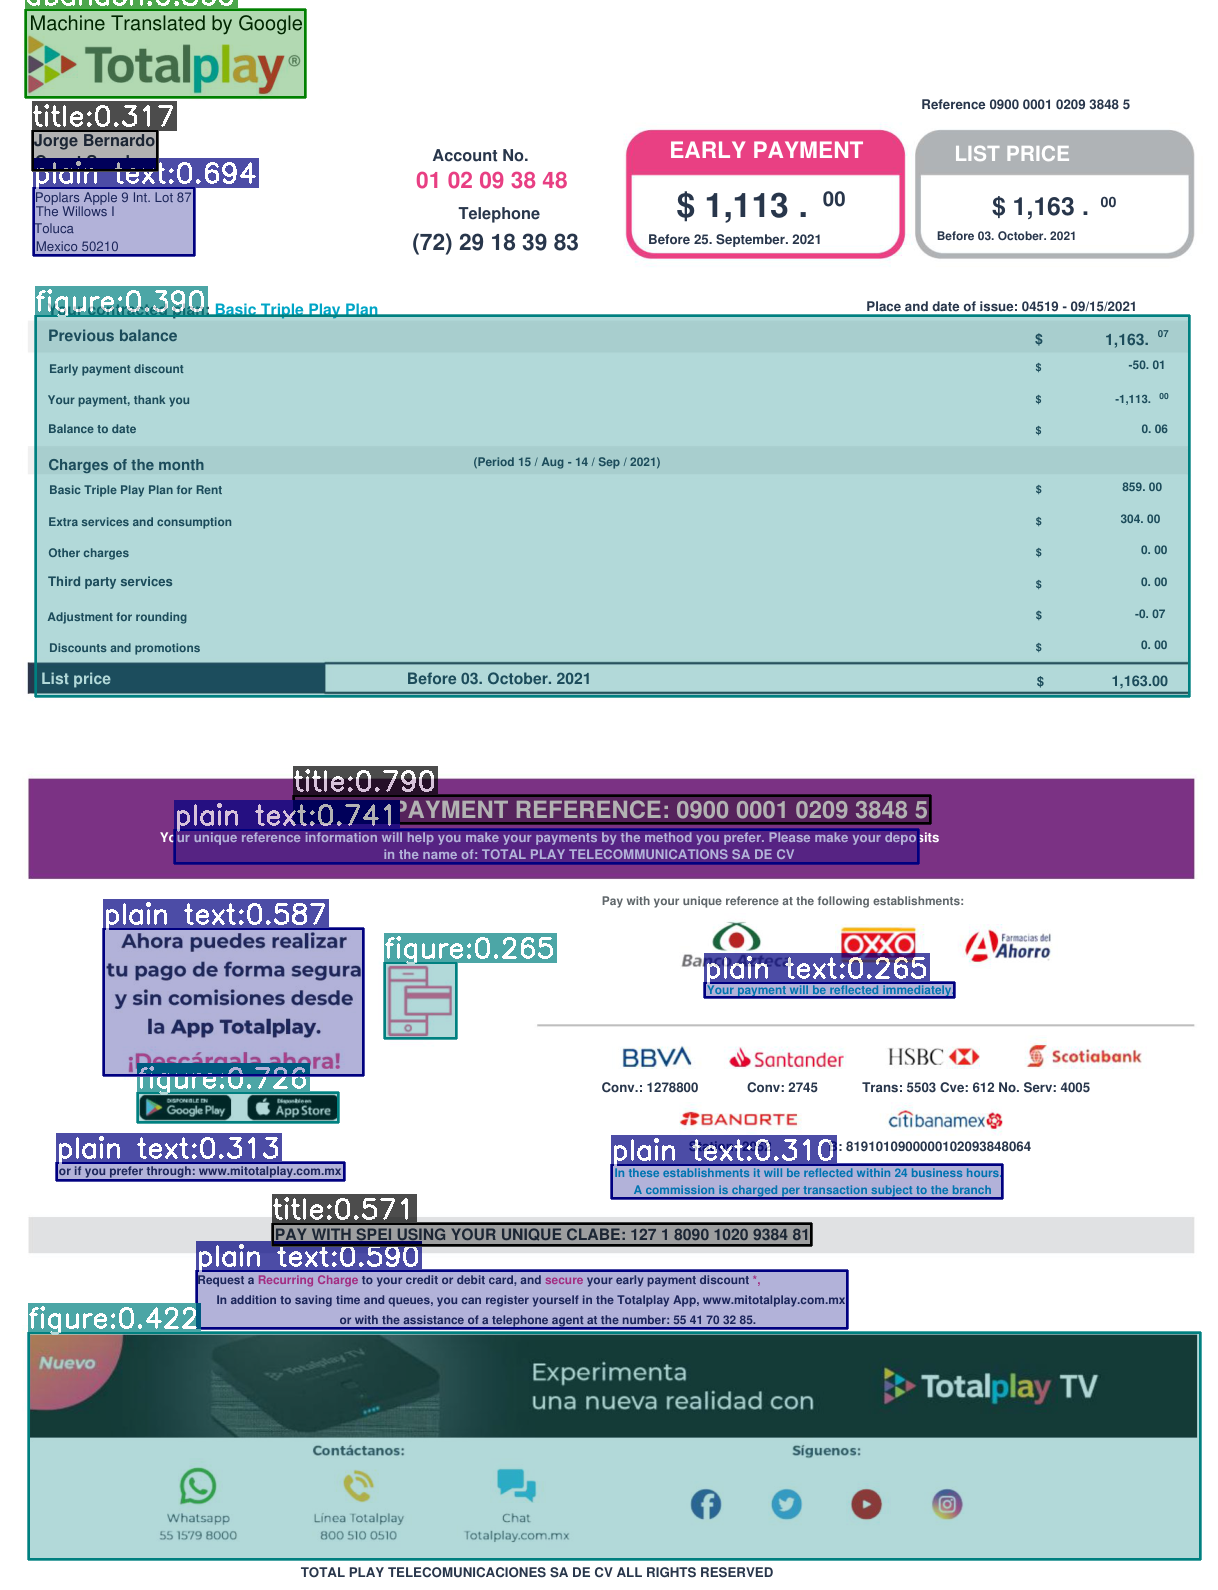 abandon:0.353
Machine Translated by Google
Totalplay®
Reference 0900 0001 0209 3848 5
title:0.317
Jorge Bernardo
plain text:0.694
Poplars Apple 9 Int. Lot 87
The Willows I
Toluca
Mexico 50210
Account No.
01 02 09 38 48
Telephone
(72) 29 18 39 83
EARLY PAYMENT
$ 1,113 . 00
Before 25. September. 2021
LIST PRICE
$ 1,163 . 00
Before 03. October. 2021
figure:0.390
plan: Basic Triple Play Plan
Place and date of issue: 04519 - 09/15/2021
Previous balance $ 1,163. 07
Early payment discount $ -50. 01
Your payment, thank you $ -1,113. 00
Balance to date $ 0. 06
Charges of the month (Period 15 / Aug - 14 / Sep / 2021)
Basic Triple Play Plan for Rent $ 859. 00
Extra services and consumption $ 304. 00
Other charges $ 0. 00
Third party services $ 0. 00
Adjustment for rounding $ -0. 07
Discounts and promotions $ 0. 00
List price Before 03. October. 2021 $ 1,163.00
title:0.790
plain text:0.741
PAYMENT REFERENCE: 0900 0001 0209 3848 5
Your unique reference information will help you make your payments by the method you prefer. Please make your deposits
in the name of: TOTAL PLAY TELECOMMUNICATIONS SA DE CV
plain text:0.587
Ahora puedes realizar
tu pago de forma segura
y sin comisiones desde
la App Totalplay.
¡Descárgala ahora!
figure:0.265
figure:0.726
DISPONIBLE EN
Google Play
Disponible en
App Store
plain text:0.313
or if you prefer through: www.mitotalplay.com.mx
Pay with your unique reference at the following establishments:
Banco Azteca
OXXO
Farmacias del
Ahorro
plain text:0.265
Your payment will be reflected immediately
BBVA Santander HSBC Scotiabank
Conv.: 1278800 Conv: 2745 Trans: 5503 Cve: 612 No. Serv: 4005
BANORTE citibanamex
: 8191010900000102093848064
plain text:0.310
In these establishments it will be reflected within 24 business hours.
A commission is charged per transaction subject to the branch
title:0.571
PAY WITH SPEI USING YOUR UNIQUE CLABE: 127 1 8090 1020 9384 81
plain text:0.590
Request a Recurring Charge to your credit or debit card, and secure your early payment discount *,
In addition to saving time and queues, you can register yourself in the Totalplay App, www.mitotalplay.com.mx
or with the assistance of a telephone agent at the number: 55 41 70 32 85.
figure:0.422
Nuevo
Totalplay TV
Experimenta
una nueva realidad con
Totalplay TV
Contáctanos:
Whatsapp
55 1579 8000
Línea Totalplay
800 510 0510
Chat
Totalplay.com.mx
Síguenos:
TOTAL PLAY TELECOMUNICACIONES SA DE CV ALL RIGHTS RESERVED